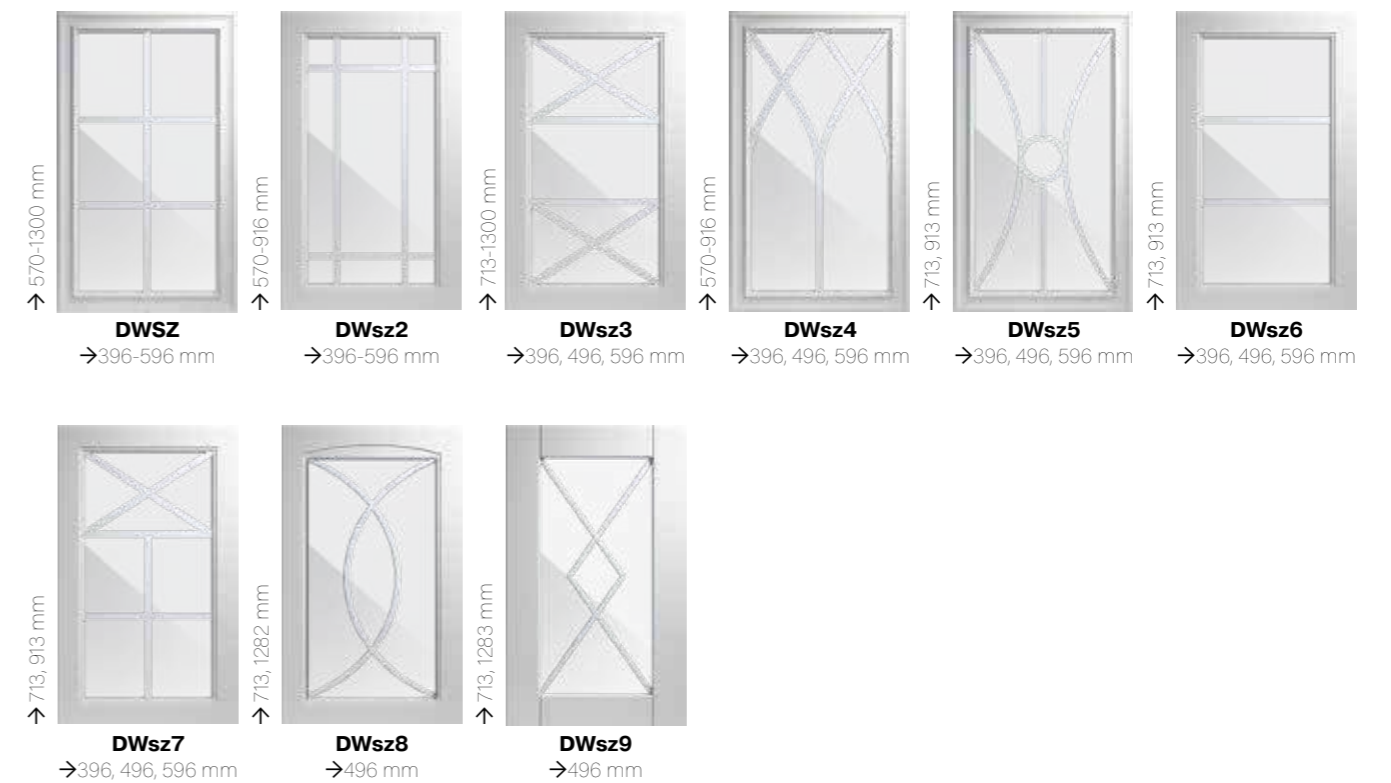 ↑ 570-1300 mm
DWSZ
→396-596 mm
↑ 570-916 mm
DWsz2
→396-596 mm
↑ 713-1300 mm
DWsz3
→396, 496, 596 mm
↑ 570-916 mm
DWsz4
→396, 496, 596 mm
↑ 713, 913 mm
DWsz5
→396, 496, 596 mm
↑ 713, 913 mm
DWsz6
→396, 496, 596 mm
↑ 713, 913 mm
DWsz7
→396, 496, 596 mm
↑ 713, 1282 mm
DWsz8
→496 mm
↑ 713, 1283 mm
DWsz9
→496 mm